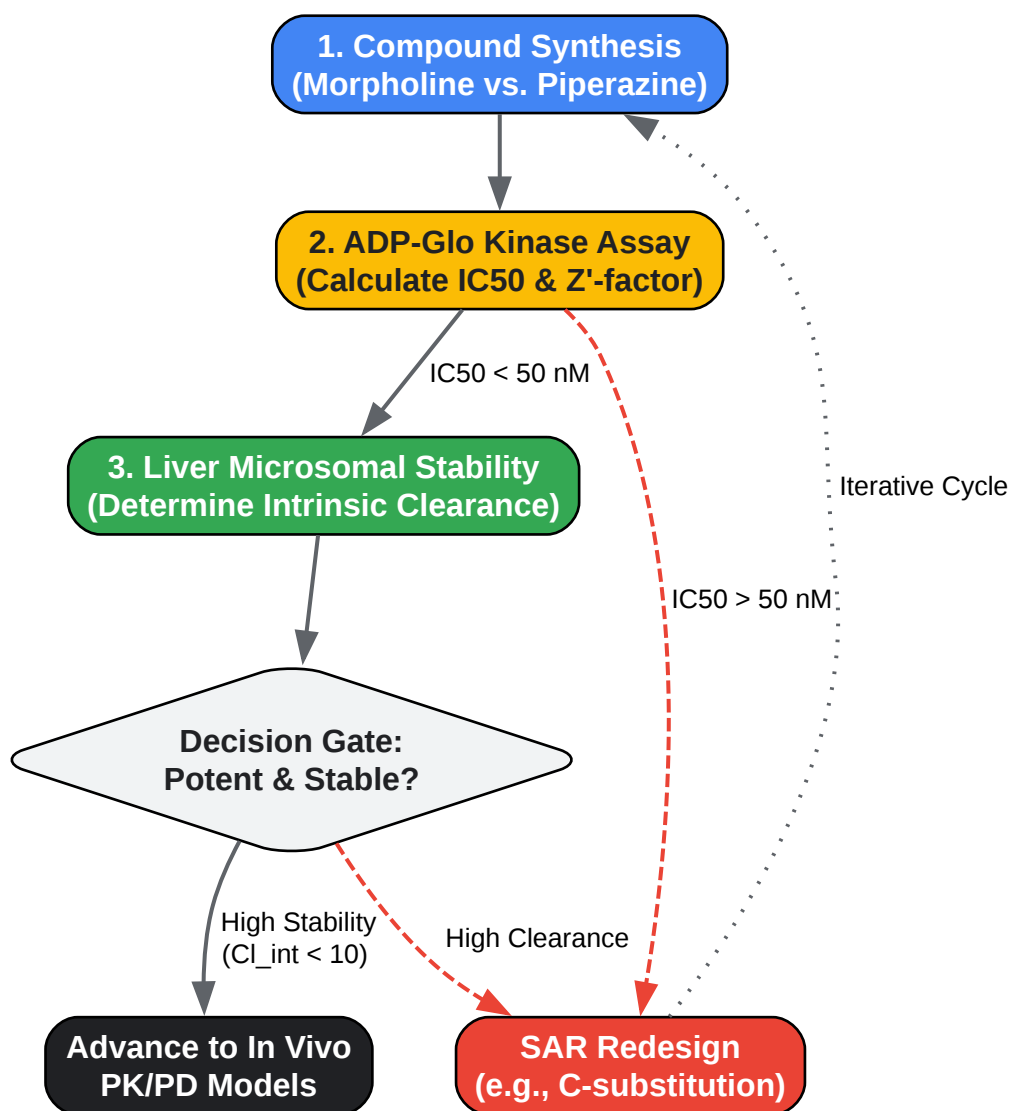 1. Compound Synthesis
(Morpholine vs. Piperazine)
2. ADP-Glo Kinase Assay
(Calculate IC50 & Z'-factor)
IC50 < 50 nM
3. Liver Microsomal Stability
(Determine Intrinsic Clearance)
Iterative Cycle
IC50 > 50 nM
Decision Gate:
Potent & Stable?
High Stability
(Cl_int < 10)
High Clearance
Advance to In Vivo
PK/PD Models
SAR Redesign
(e.g., C-substitution)